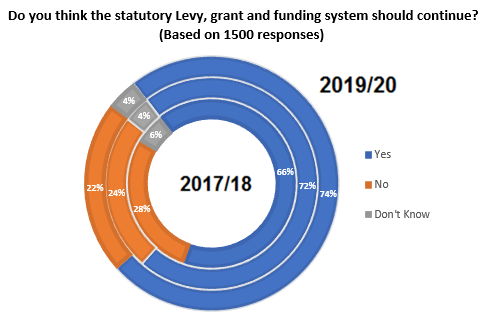 Do you think the statutory Levy, grant and funding system should continue?
(Based on 1500 responses)
2019/20
4%
4%
6%
Yes
66%
72%
74%
22%
24%
28%
2017/18
No
Don't Know